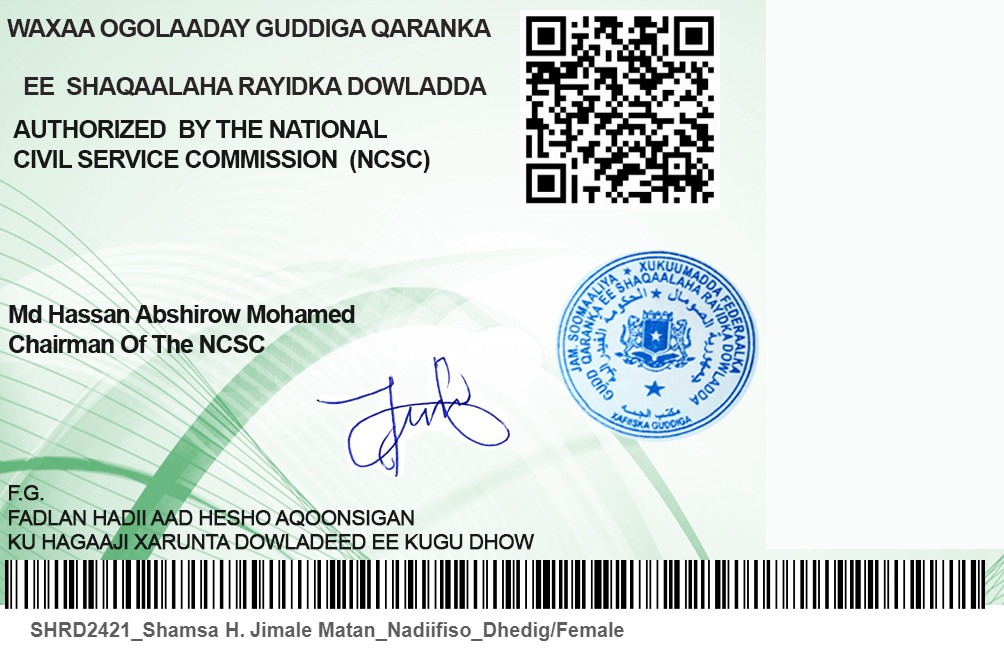 WAXAA OGOLAADAY GUDDIGA QARANKA
EE SHAQAALAHA RAYIDKA DOWLADDA
AUTHORIZED BY THE NATIONAL
CIVIL SERVICE COMMISSION (NCSC)
JAM. SOOMAALIYA ★ XUKUUMADDA FEDERAALKA
GUDD QARANKA EE SHAQAALAHA RAYIDKA DOWLADDA
XAFIISKA GUDDIGA
Md Hassan Abshirow Mohamed
Chairman Of The NCSC
F.G.
FADLAN HADII AAD HESHO AQOONSIGAN
KU HAGAAJI XARUNTA DOWLADEED EE KUGU DHOW
SHRD2421_Shamsa H. Jimale Matan_Nadiifiso_Dhedig/Female